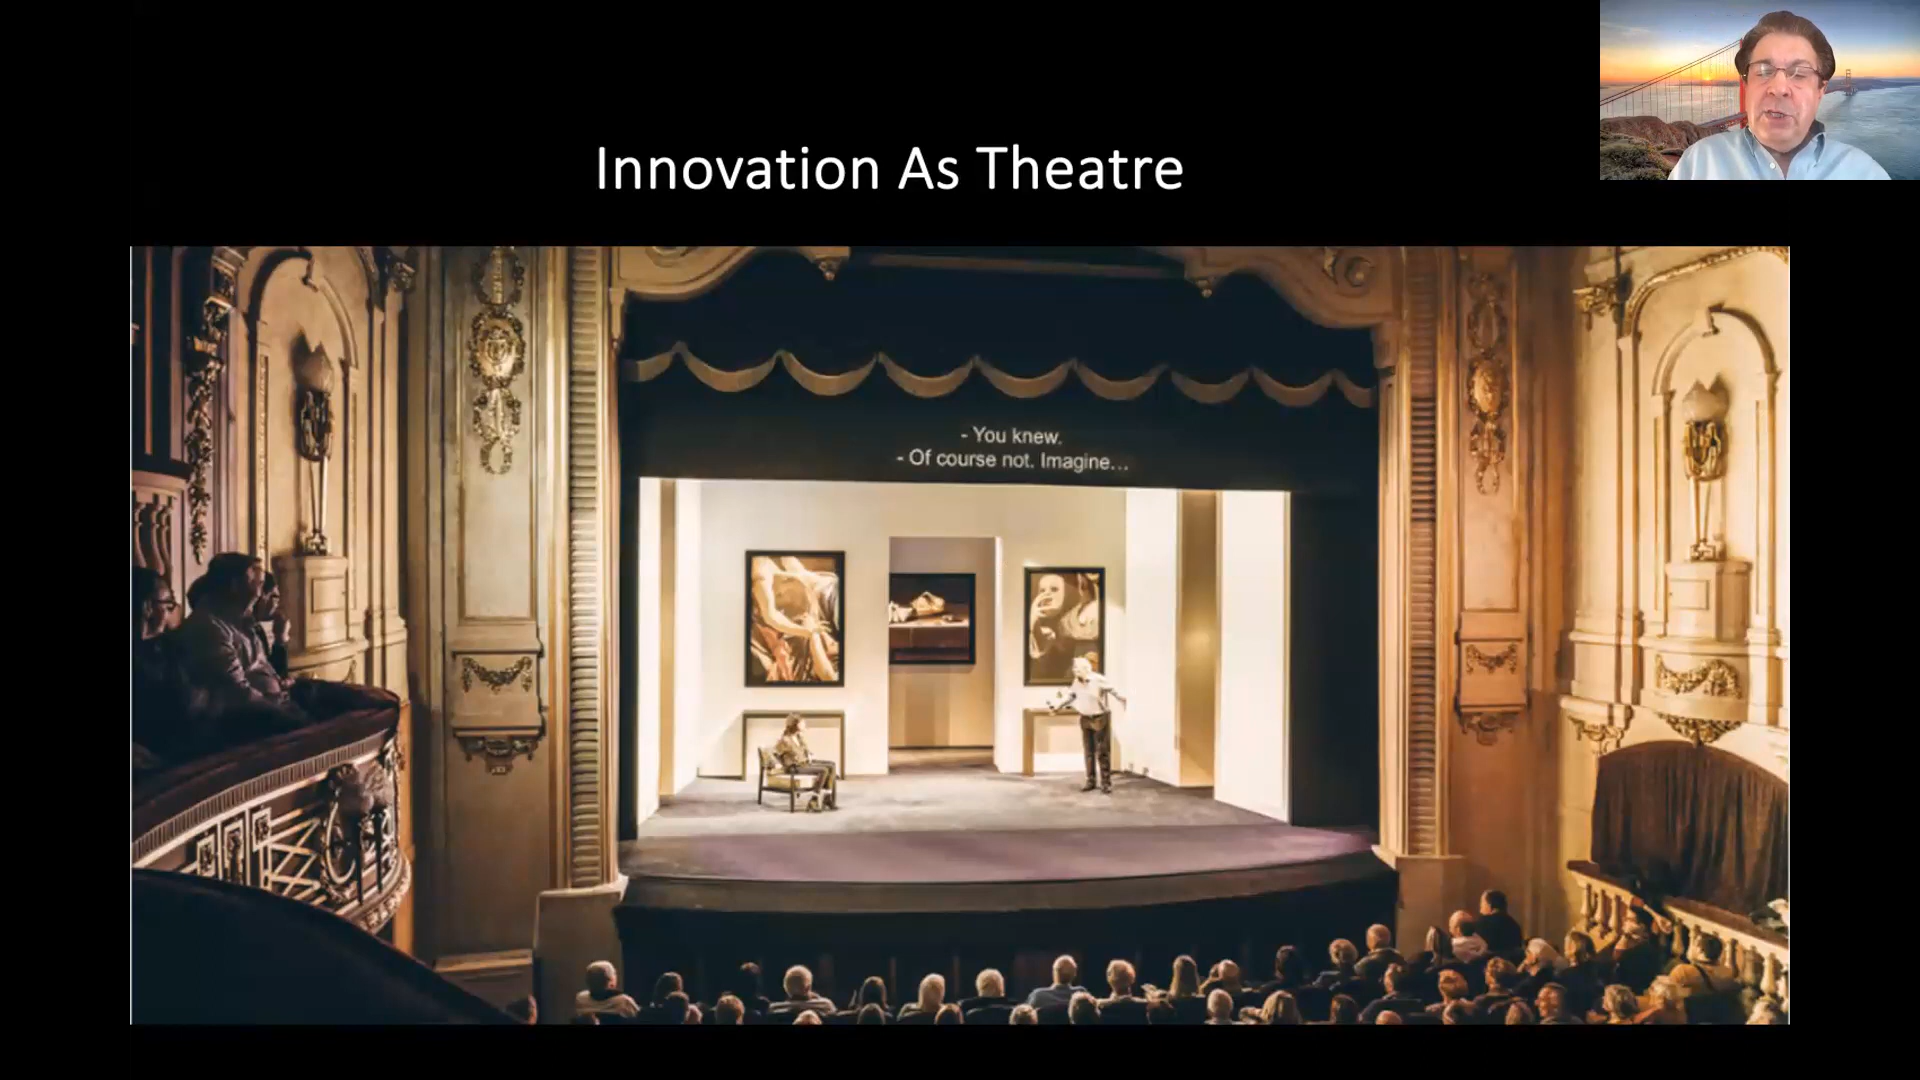 Innovation As Theatre
- You knew.
- Of course not. Imagine...